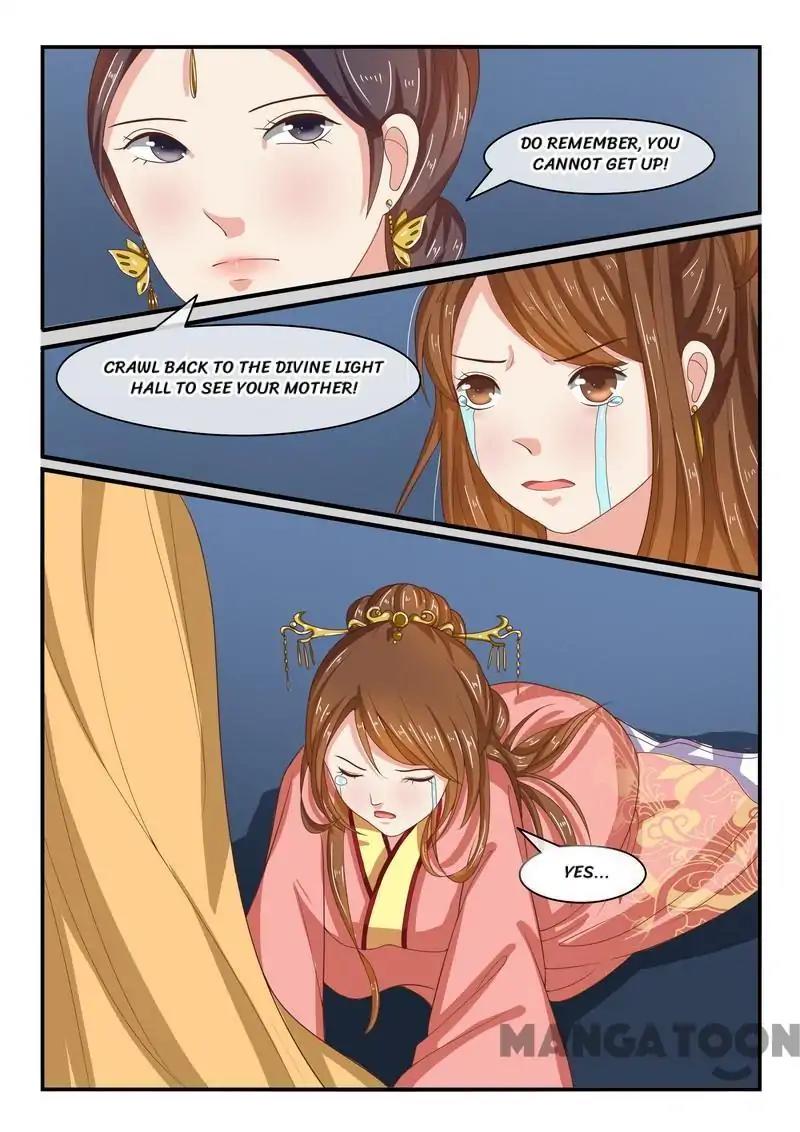 DO REMEMBER, YOU
CANNOT GET UP!
CRAWL BACK TO THE DIVINE LIGHT
HALL TO SEE YOUR MOTHER!
YES...
MANGATOON